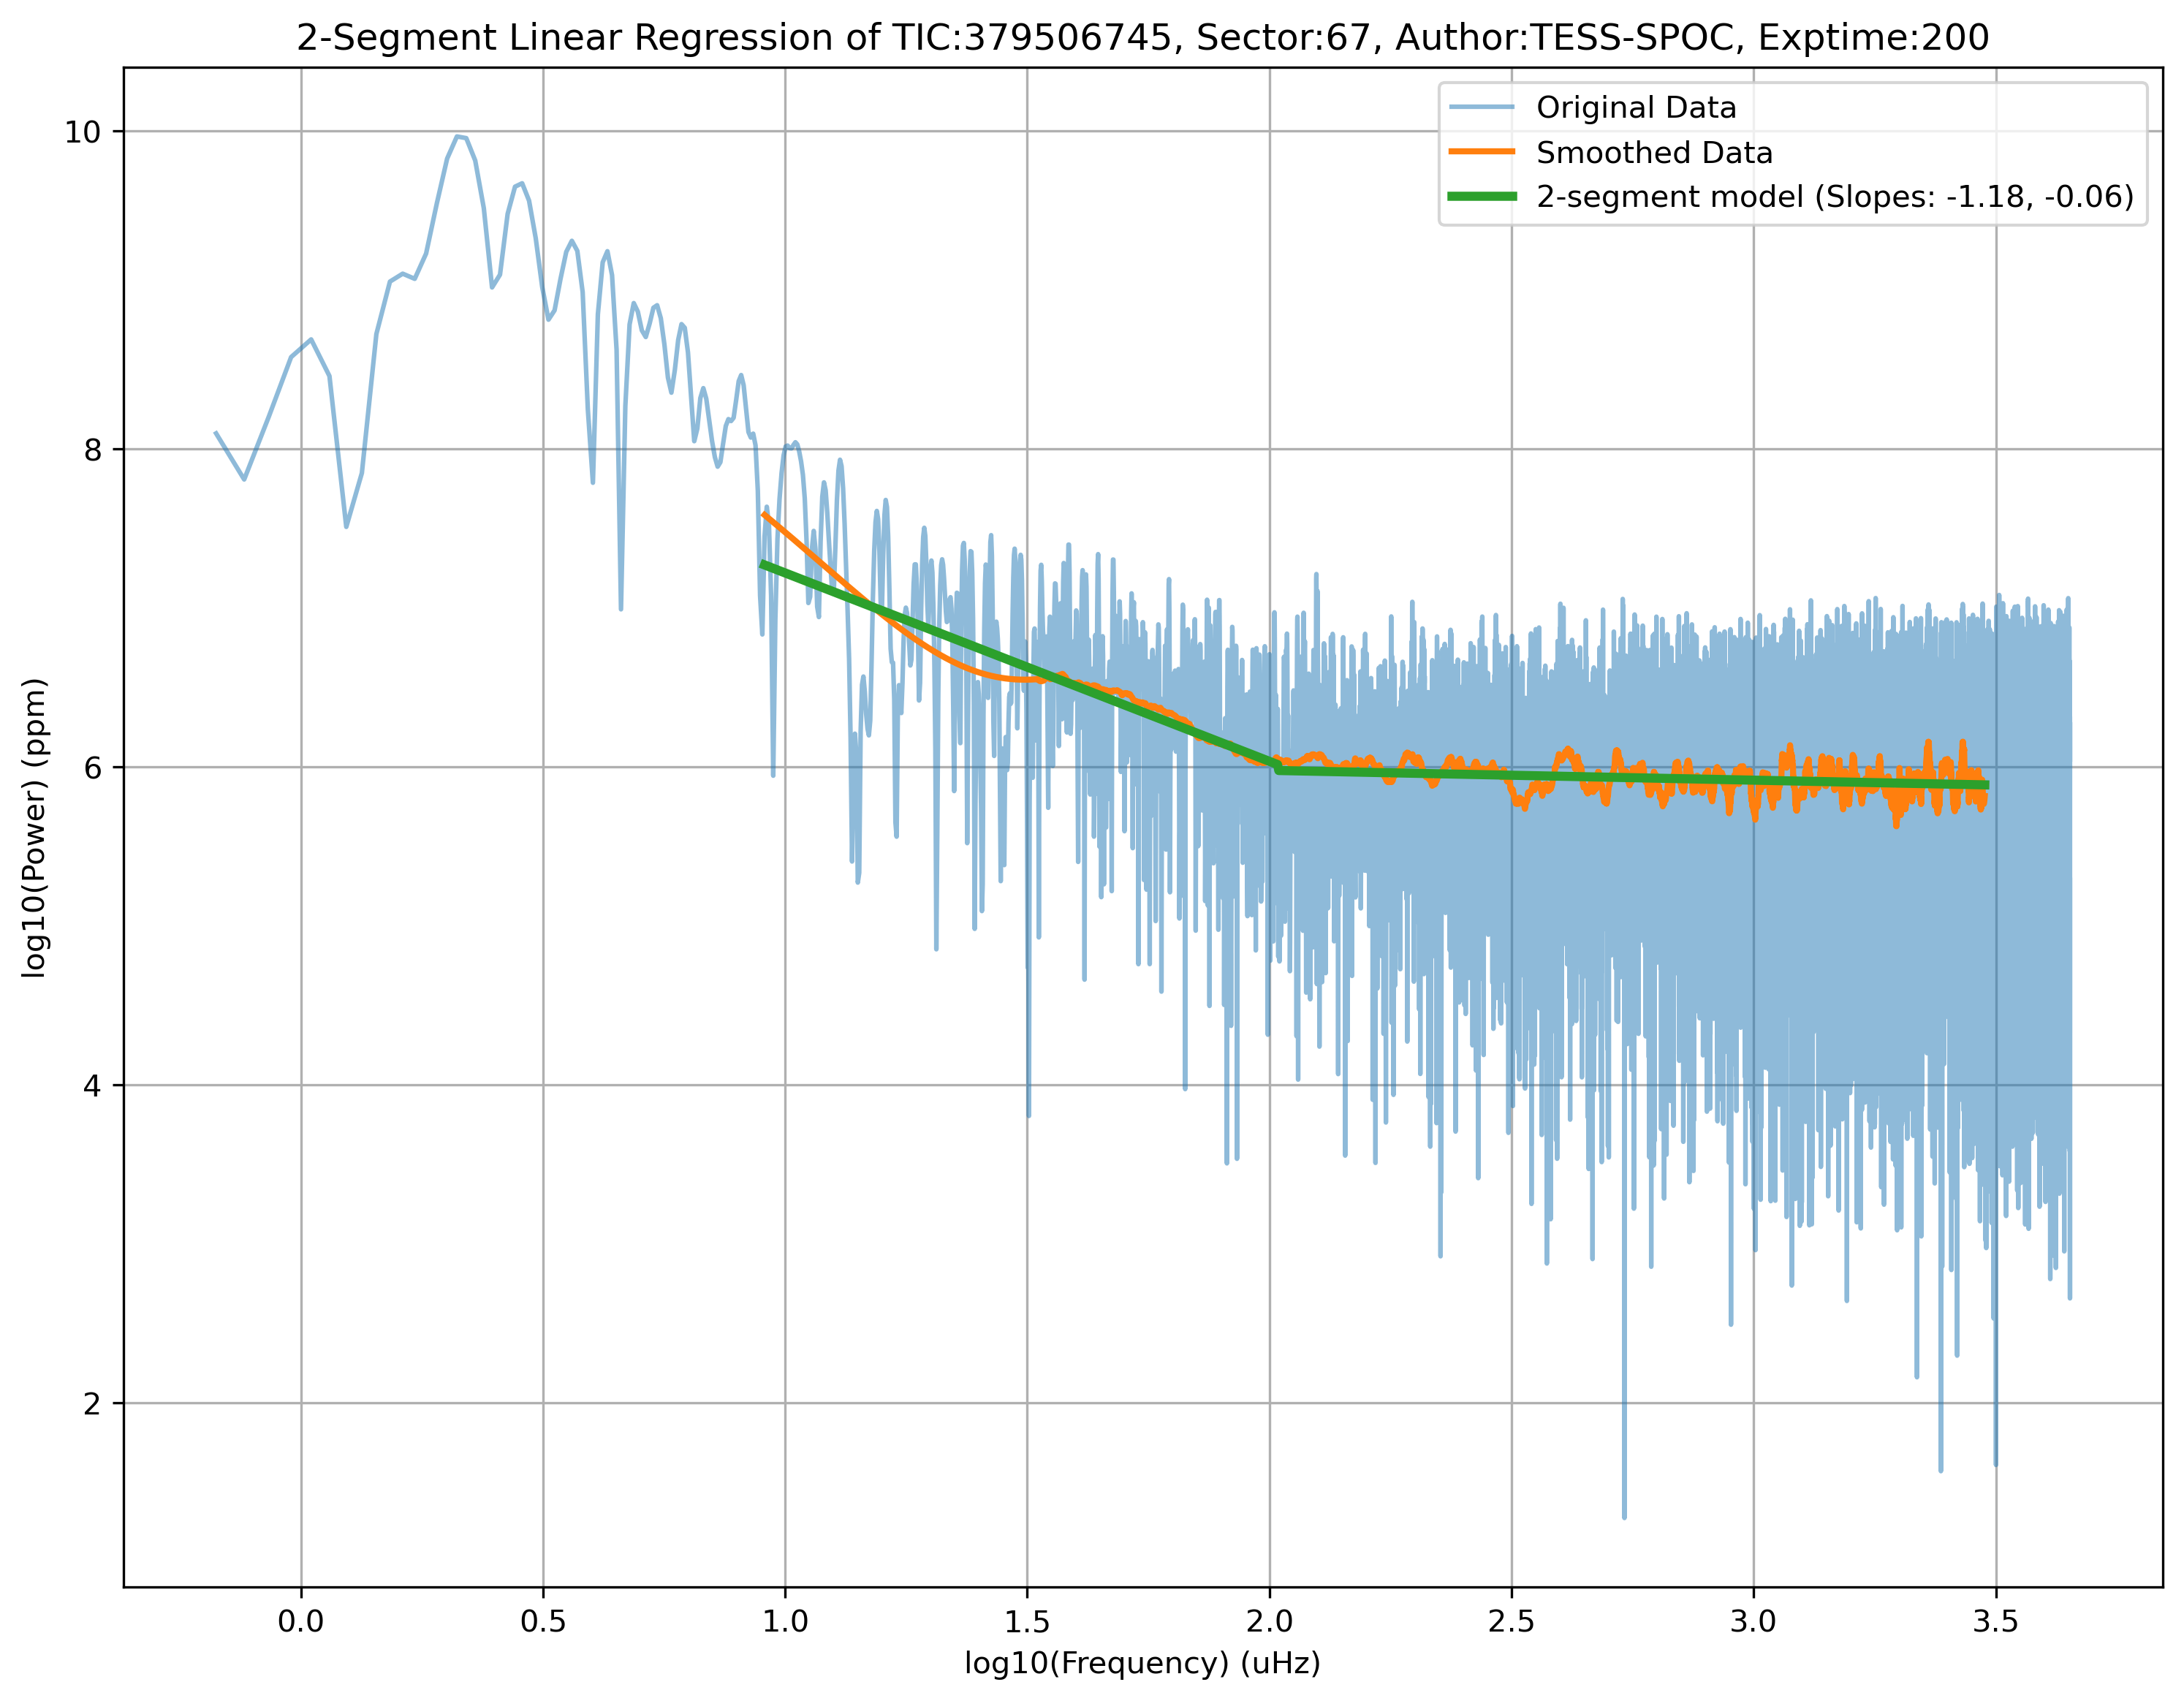 2-Segment Linear Regression of TIC:379506745, Sector:67, Author:TESS-SPOC, Exptime:200
Original Data
Smoothed Data
2-segment model (Slopes: -1.18, -0.06)
10
8
6
4
2
log10(Power) (ppm)
0.0 0.5 1.0 1.5 2.0 2.5 3.0 3.5
log10(Frequency) (uHz)